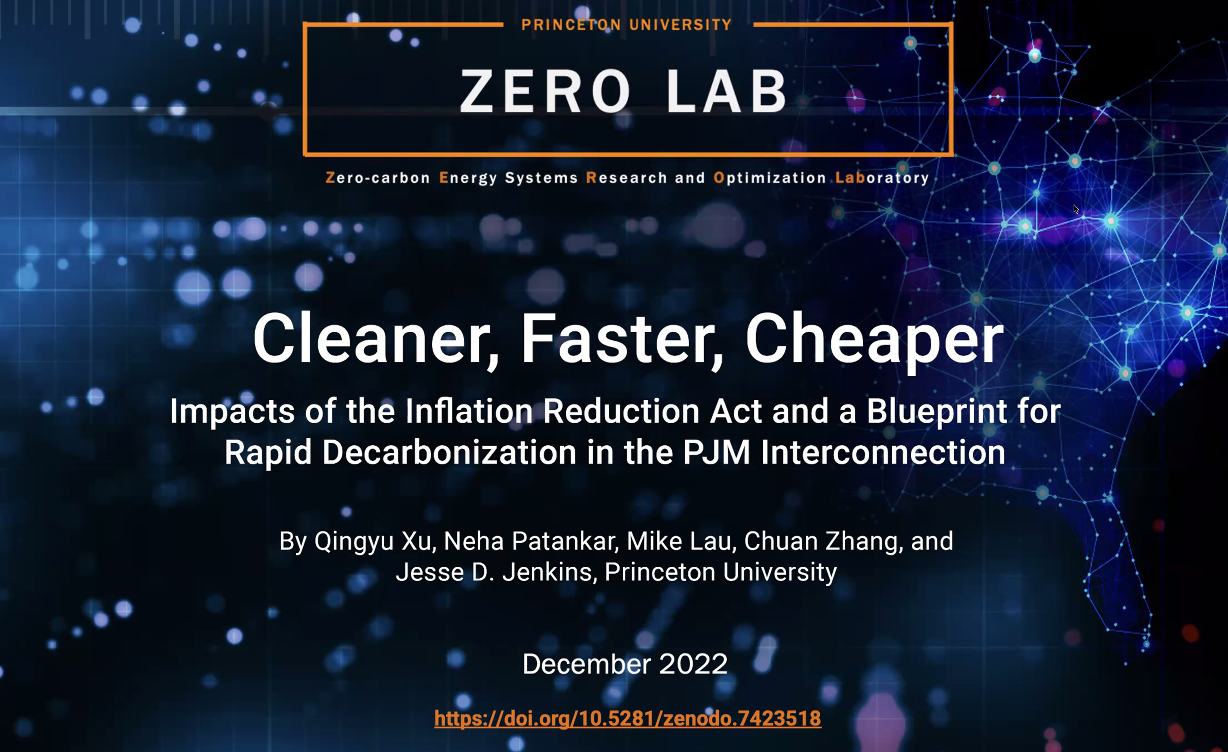 PRINCETON UNIVERSITY
ZERO LAB
Zero-carbon Energy Systems Research and Optimization Laboratory
Cleaner, Faster, Cheaper
Impacts of the Inflation Reduction Act and a Blueprint for
Rapid Decarbonization in the PJM Interconnection
By Qingyu Xu, Neha Patankar, Mike Lau, Chuan Zhang, and
Jesse D. Jenkins, Princeton University
December 2022
https://doi.org/10.5281/zenodo.7423518